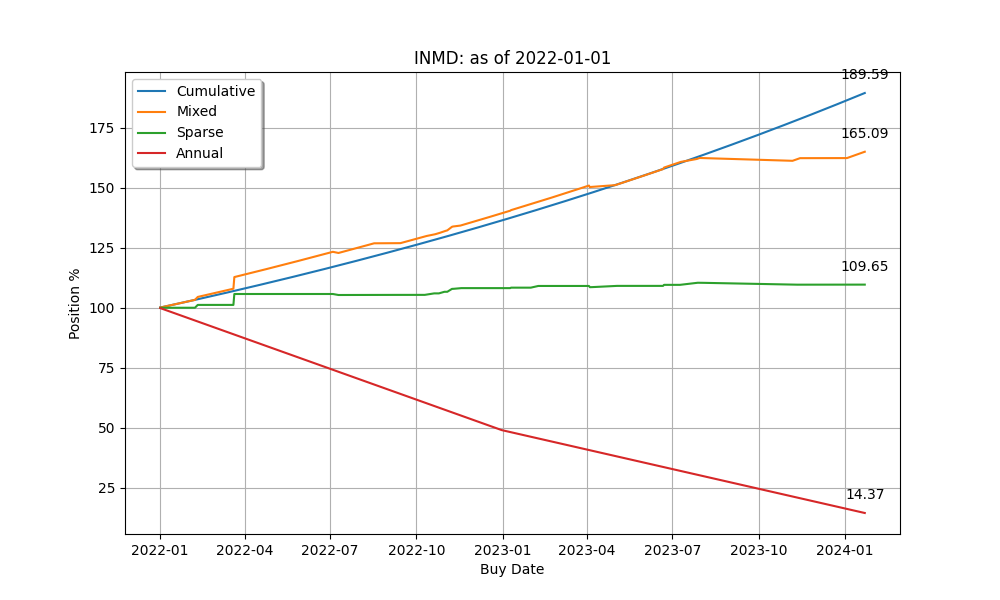 INMD: as of 2022-01-01
189.59
Cumulative
Mixed
Sparse
Annual
165.09
109.65
14.37
175
150
125
100
75
50
25
Position %
2022-01 2022-04 2022-07 2022-10 2023-01 2023-04 2023-07 2023-10 2024-01
Buy Date